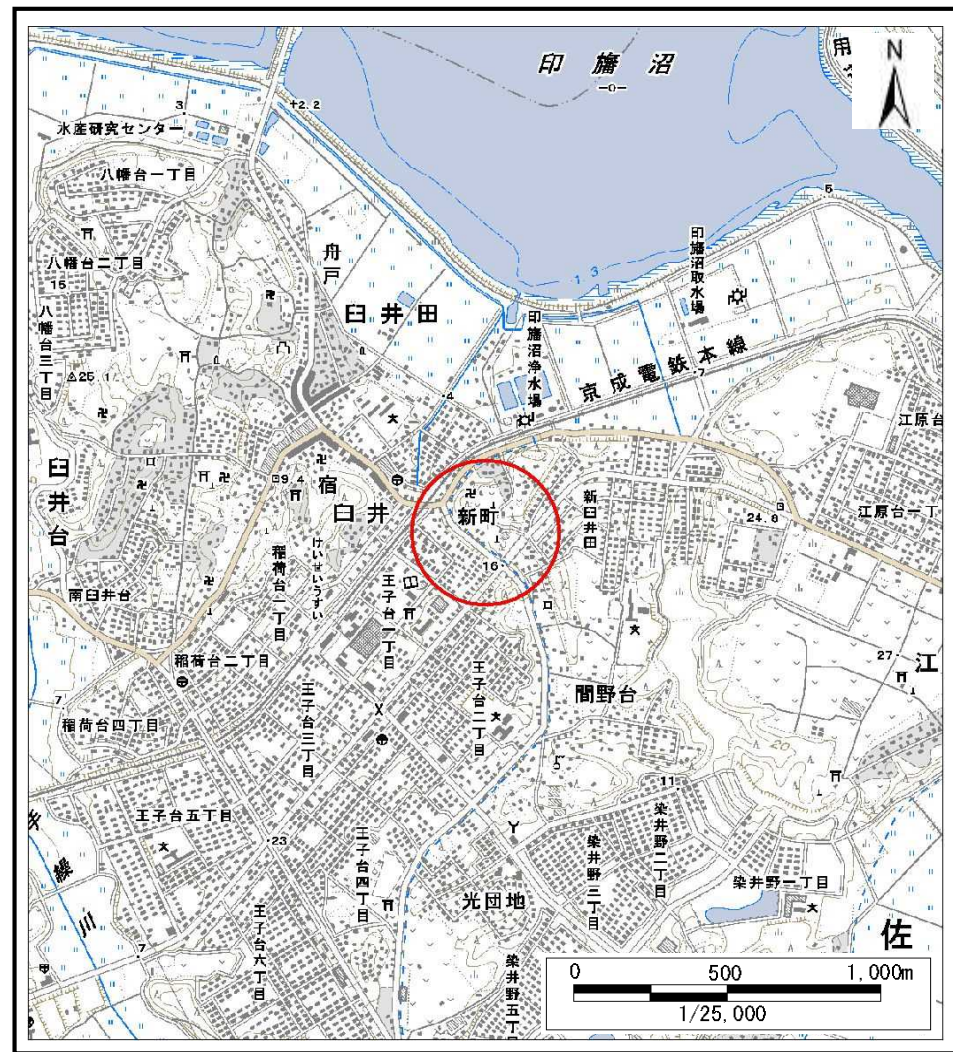 印旛沼
-0-
用
N
3
+2.2
水産研究センター
八幡台一丁目
5
舟戸
印旛沼取水場
1.3
八幡台二丁目
16
臼井田
印旛沼浄水場
京成電鉄本線
5
7
八幡台三丁目
25.1
4
江原台
臼井台
宿
9.4
臼井
新町
新臼井田
24.8
江原台一丁
けいせいうすい
16
稲荷台一丁目
王子台一丁目
南臼井台
稲荷台二丁目
27
江
間野台
7
王子台二丁目
稲荷台四丁目
王子台三丁目
20
11
王子台五丁目
手繰川
染井野二丁目
23
染井野三丁目
王子台四丁目
染井野一丁目
光団地
佐
7
王子台六丁目
染井野五丁
0 500 1,000m
1/25,000